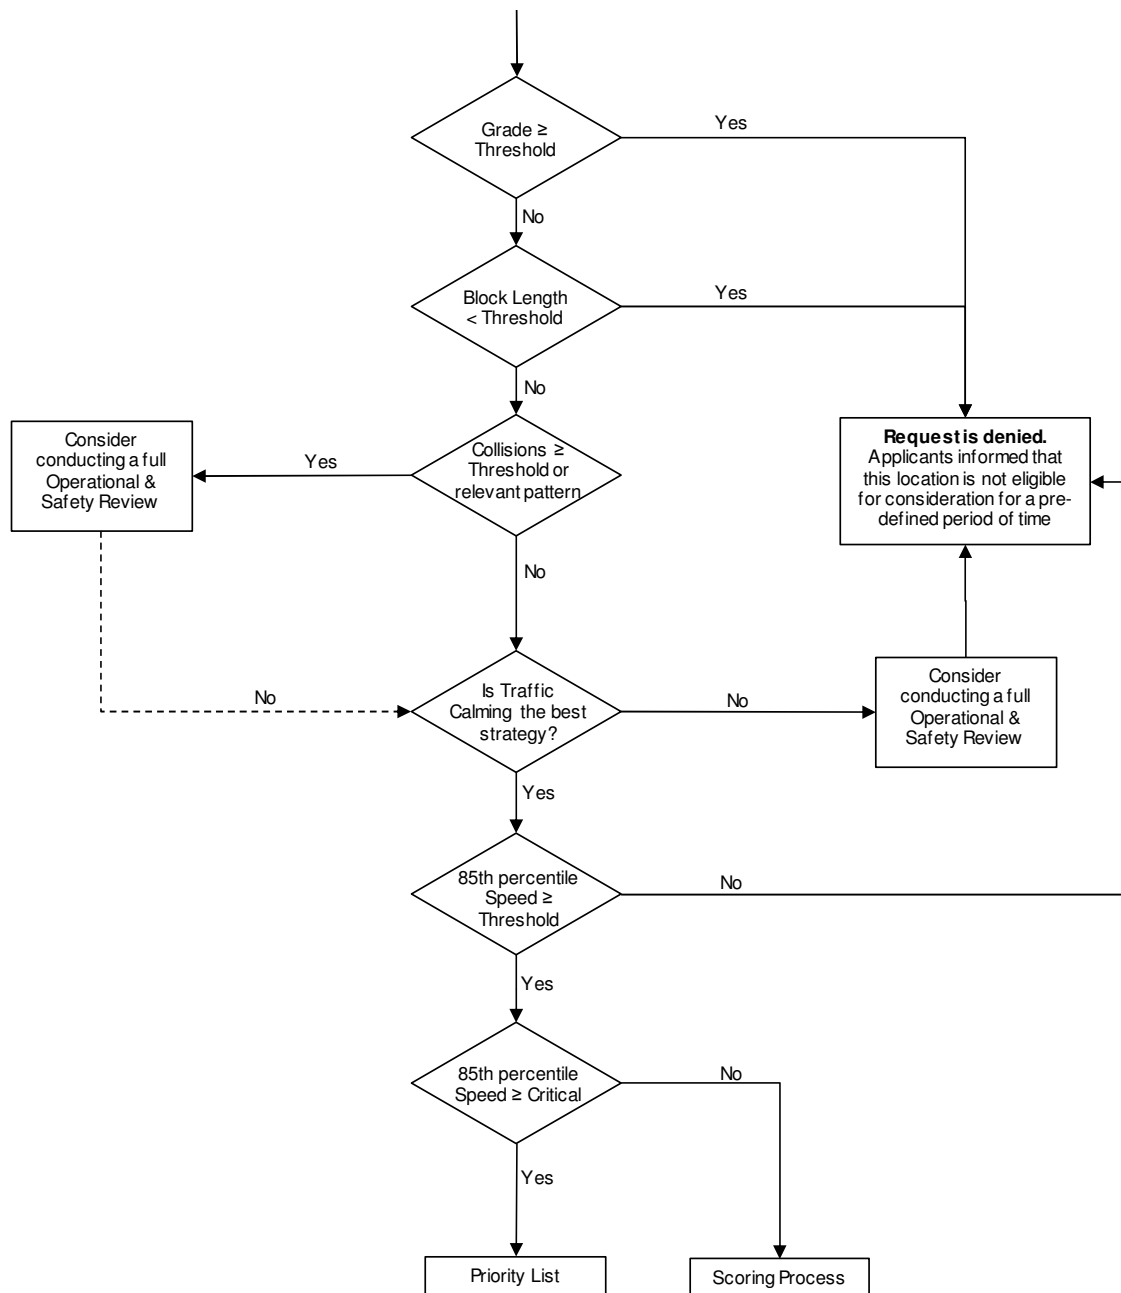 Grade ≥
Threshold
Yes
No
Block Length
< Threshold
Yes
No
Consider
conducting a full
Operational &
Safety Review
Yes
Collisions ≥
Threshold or
relevant pattern
Request is denied.
Applicants informed that
this location is not eligible
for consideration for a pre-
defined period of time
No
No
Is Traffic
Calming the best
strategy?
No
Consider
conducting a full
Operational &
Safety Review
Yes
85th percentile
Speed ≥
Threshold
No
Yes
85th percentile
Speed ≥ Critical
No
Yes
Priority List
Scoring Process